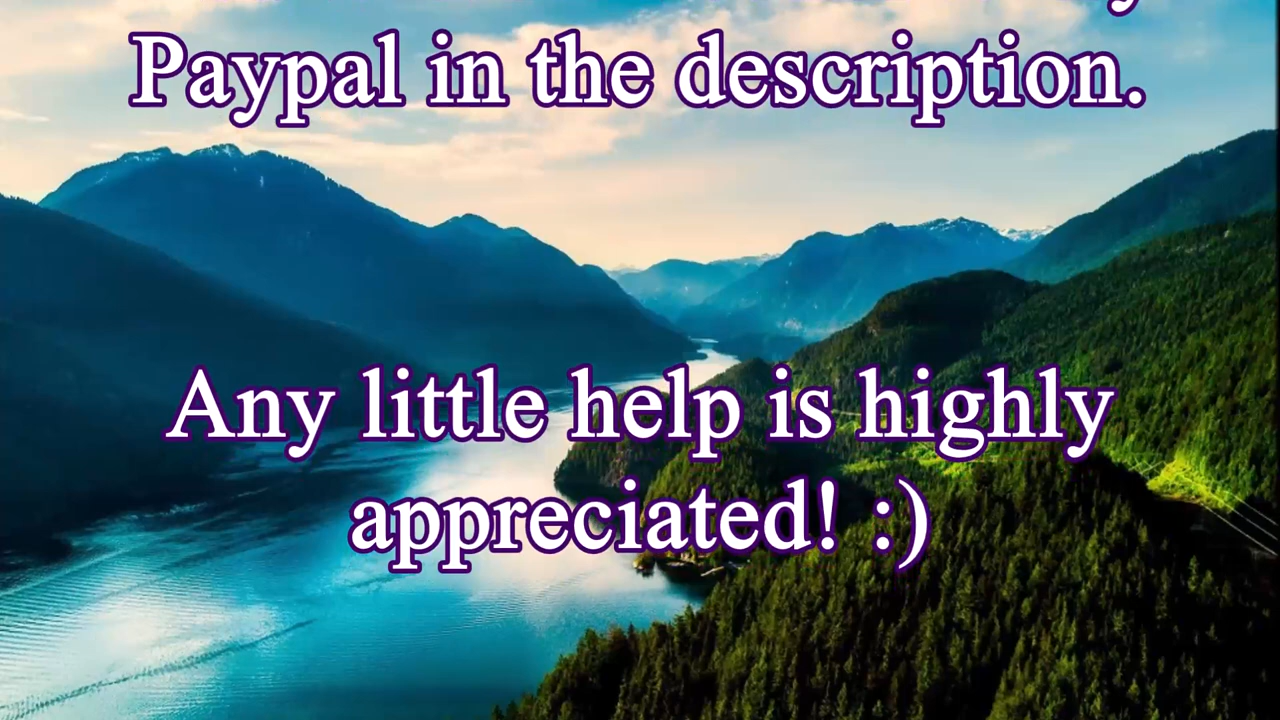 Paypal in the description.
Any little help is highly
appreciated! :)